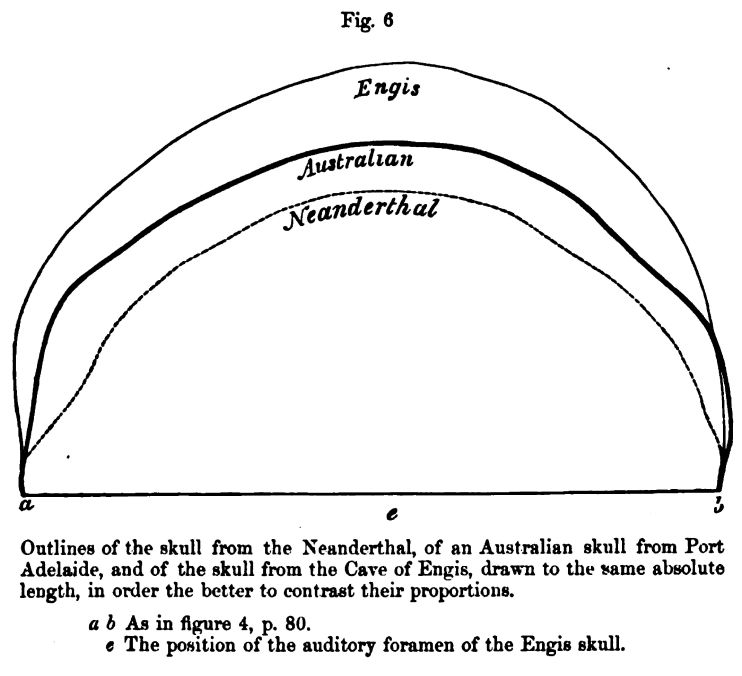 Fig. 6
Engis
Australian
Neanderthal
a
b
e
Outlines of the skull from the Neanderthal, of an Australian skull from Port
Adelaide, and of the skull from the Cave of Engis, drawn to the same absolute
length, in order the better to contrast their proportions.
a b As in figure 4, p. 80.
e The position of the auditory foramen of the Engis skull.